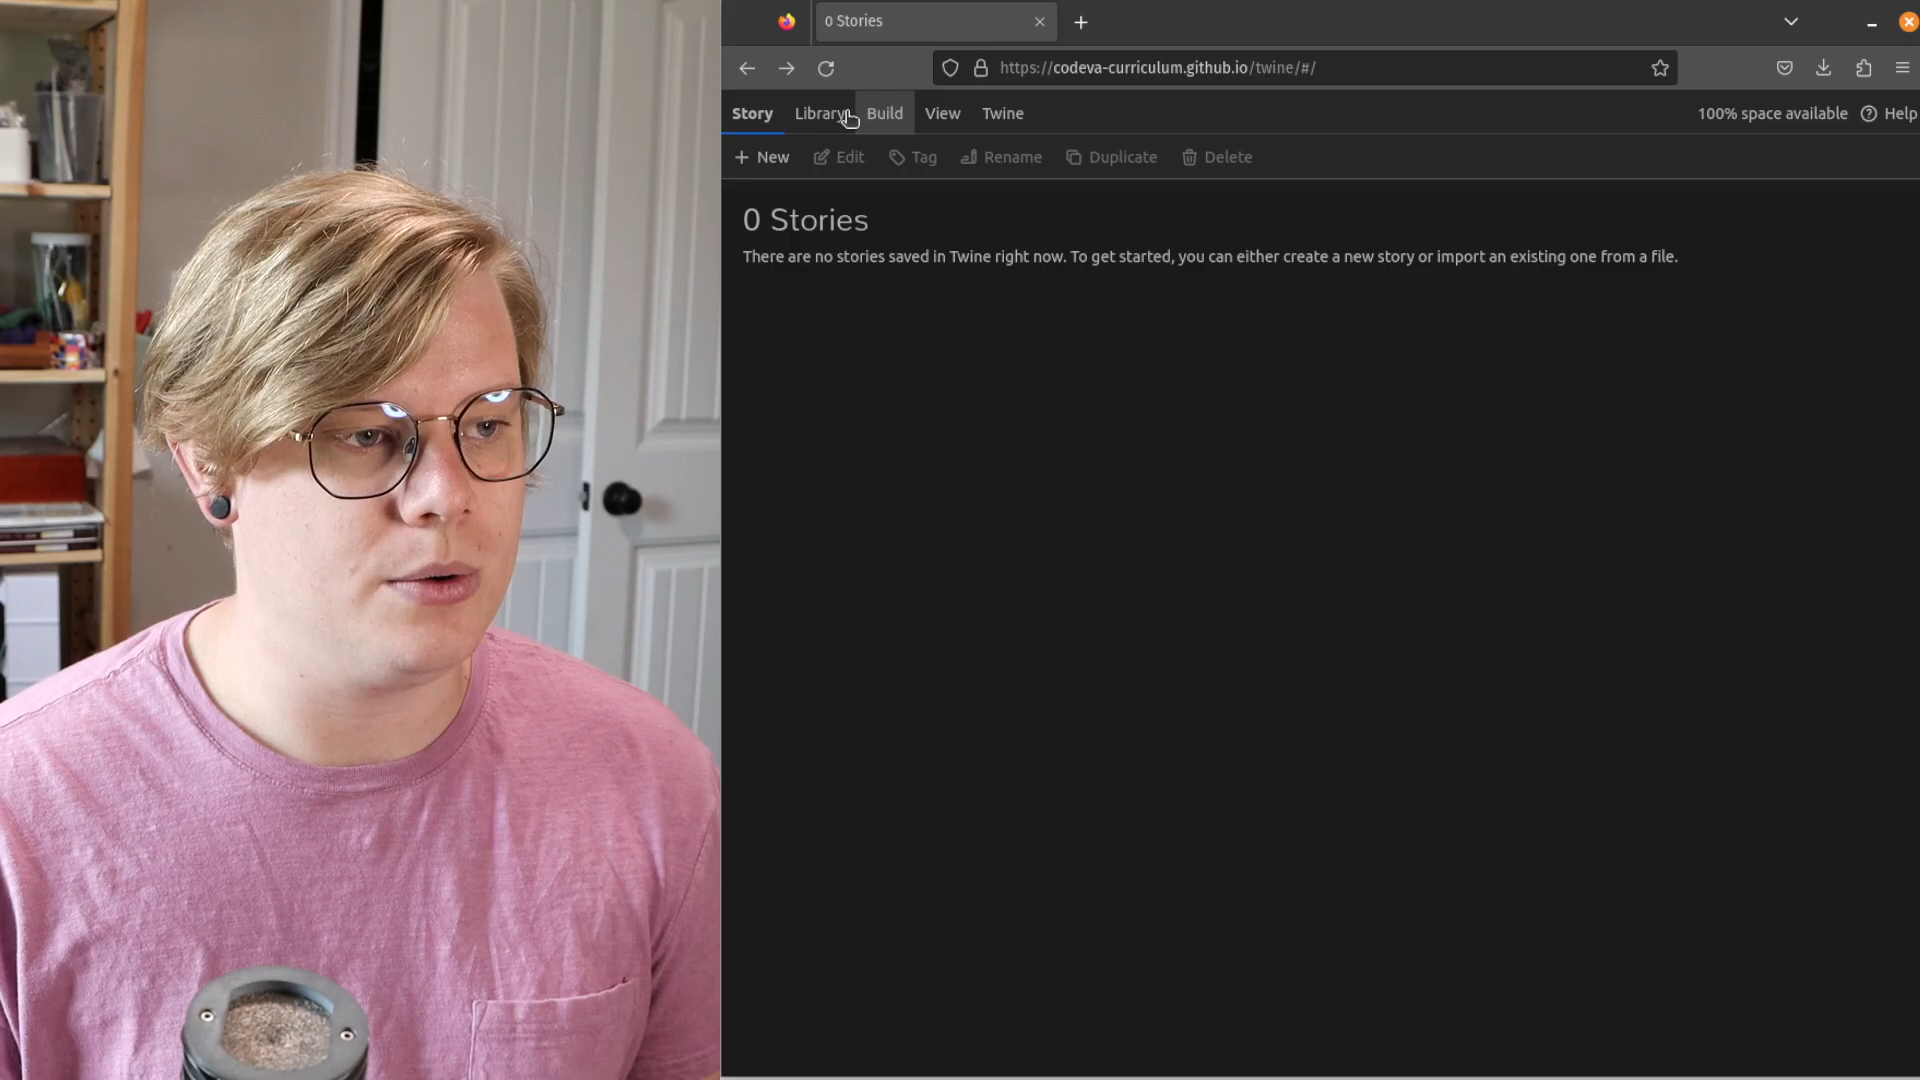 0 Stories
https://codeva-curriculum.github.io/twine/#/
Story Library Build View Twine 100% space available Help
New Edit Tag Rename Duplicate Delete
0 Stories
There are no stories saved in Twine right now. To get started, you can either create a new story or import an existing one from a file.